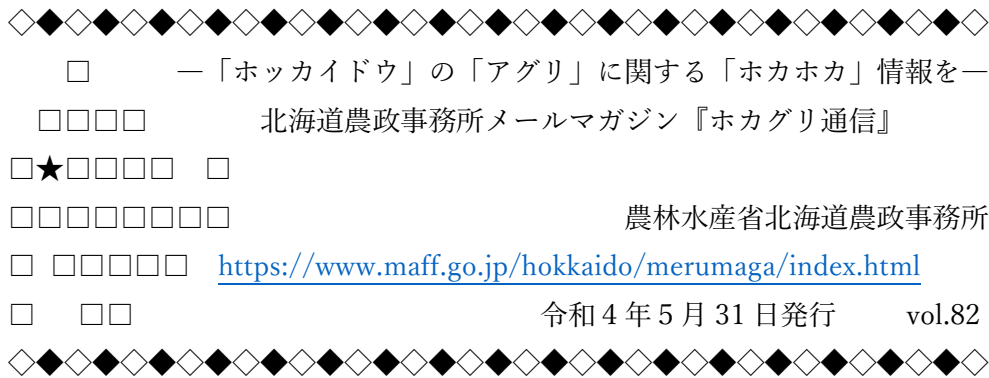 ◇◆◇◆◇◆◇◆◇◆◇◆◇◆◇◆◇◆◇◆◇◆◇◆◇◆◇◆◇◆◇◆◇◆◇
□　　　―「ホッカイドウ」の「アグリ」に関する「ホカホカ」情報を―
□□□□　　　　北海道農政事務所メールマガジン『ホカグリ通信』
□★□□□□　□
□□□□□□□□　　　　　　　　　　　　　　農林水産省北海道農政事務所
□　□□□□□　https://www.maff.go.jp/hokkaido/merumaga/index.html
□　　□□　　　　　　　　　　　　　　令和４年５月 31 日発行　　vol.82
◇◆◇◆◇◆◇◆◇◆◇◆◇◆◇◆◇◆◇◆◇◆◇◆◇◆◇◆◇◆◇◆◇◆◇